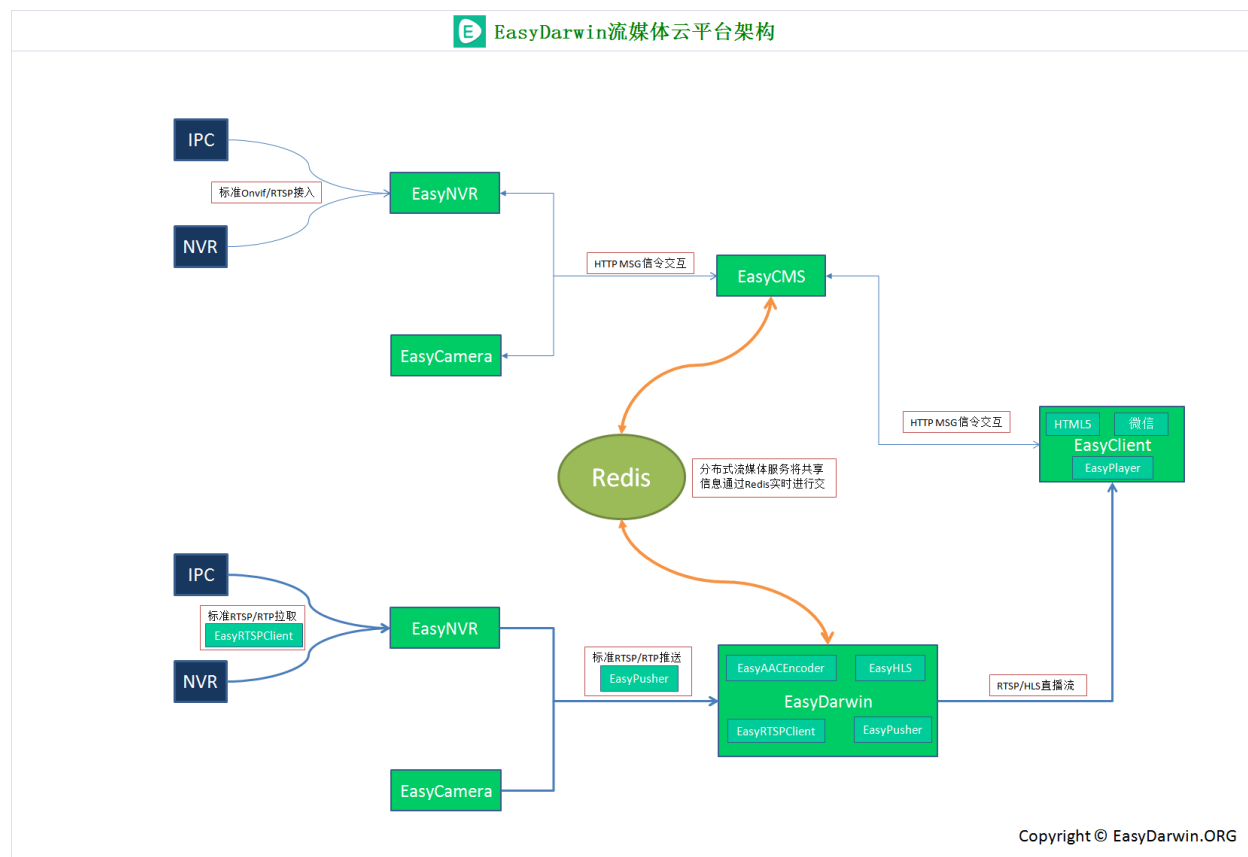 EasyDarwin流媒体云平台架构
IPC
标准Onvif/RTSP接入
EasyNVR
NVR
HTTP MSG信令交互
EasyCMS
EasyCamera
HTTP MSG信令交互
HTML5
微信
EasyClient
EasyPlayer
Redis
分布式流媒体服务将共享
信息通过Redis实时进行交
IPC
标准RTSP/RTP拉取
EasyRTSPClient
EasyNVR
NVR
标准RTSP/RTP推送
EasyPusher
EasyAACEncoder
EasyHLS
EasyDarwin
EasyRTSPClient
EasyPusher
RTSP/HLS直播流
EasyCamera
Copyright © EasyDarwin.ORG